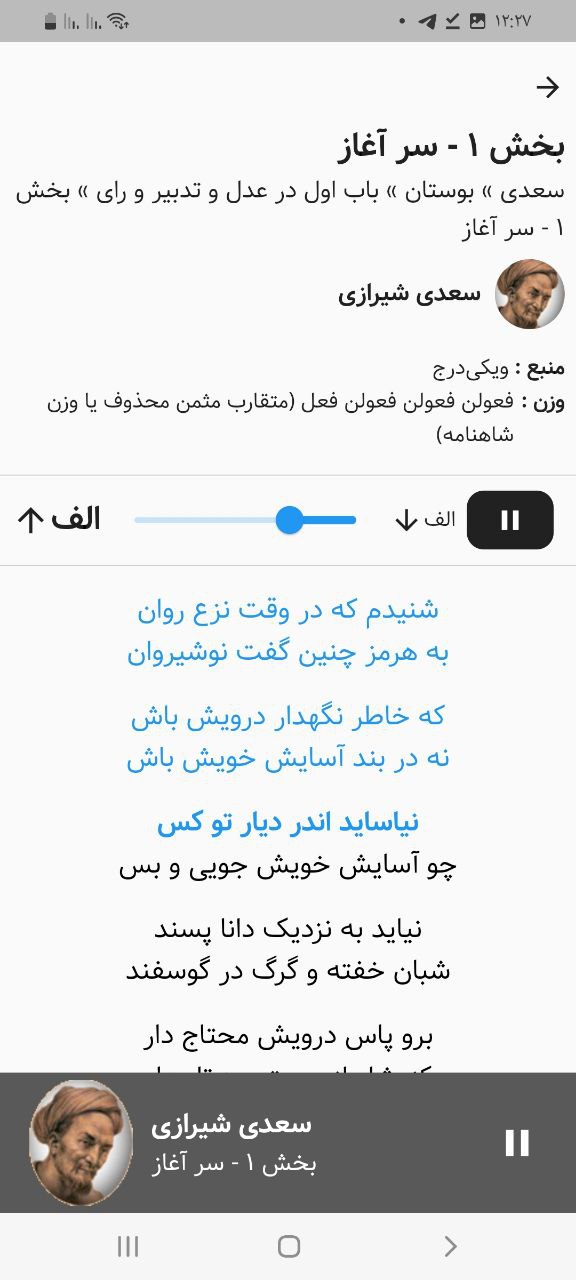 ۱۲:۲۷
بخش ۱ - سر آغاز
سعدی » بوستان » باب اول در عدل و تدبیر و رای » بخش
۱ - سر آغاز
سعدی شیرازی
منبع : ویکی‌درج
وزن : فعولن فعولن فعولن فعل (متقارب مثمن محذوف یا وزن
شاهنامه)
الف الف
شنیدم که در وقت نزع روان
به هرمز چنین گفت نوشیروان
که خاطر نگهدار درویش باش
نه در بند آسایش خویش باش
نیاساید اندر دیار تو کس
چو آسایش خویش جویی و بس
نیاید به نزدیک دانا پسند
شبان خفته و گرگ در گوسفند
برو پاس درویش محتاج دار
سعدی شیرازی
بخش ۱ - سر آغاز